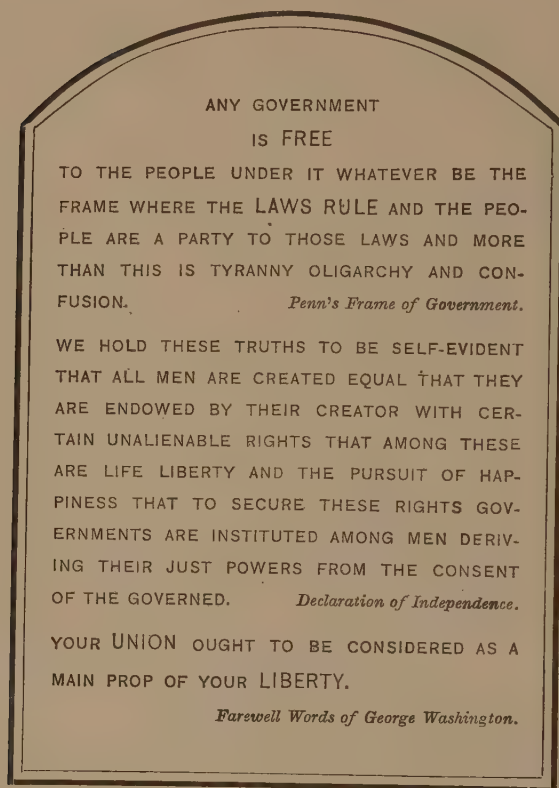 ANY GOVERNMENT
IS FREE
TO THE PEOPLE UNDER IT WHATEVER BE THE
FRAME WHERE THE LAWS RULE AND THE PEO-
PLE ARE A PARTY TO THOSE LAWS AND MORE
THAN THIS IS TYRANNY OLIGARCHY AND CON-
FUSION. Penn's Frame of Government.
WE HOLD THESE TRUTHS TO BE SELF-EVIDENT
THAT ALL MEN ARE CREATED EQUAL THAT THEY
ARE ENDOWED BY THEIR CREATOR WITH CER-
TAIN UNALIENABLE RIGHTS THAT AMONG THESE
ARE LIFE LIBERTY AND THE PURSUIT OF HAP-
PINESS THAT TO SECURE THESE RIGHTS GOV-
ERNMENTS ARE INSTITUTED AMONG MEN DERIV-
ING THEIR JUST POWERS FROM THE CONSENT
OF THE GOVERNED. Declaration of Independence.
YOUR UNION OUGHT TO BE CONSIDERED AS A
MAIN PROP OF YOUR LIBERTY.
Farewell Words of George Washington.